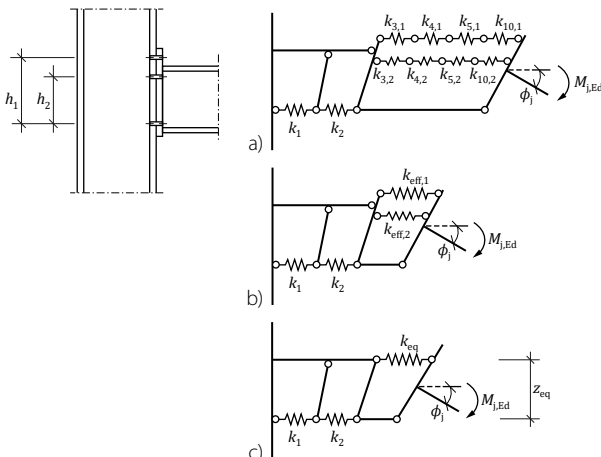 h₁
h₂
k₃,₁ k₄,₁ k₅,₁ k₁₀,₁
k₃,₂ k₄,₂ k₅,₂ k₁₀,₂
ϕⱼ
Mj,Ed
k₁ k₂
a)
keff,1
keff,2
ϕⱼ
Mj,Ed
k₁ k₂
b)
keq
zeq
ϕⱼ
Mj,Ed
k₁ k₂
c)